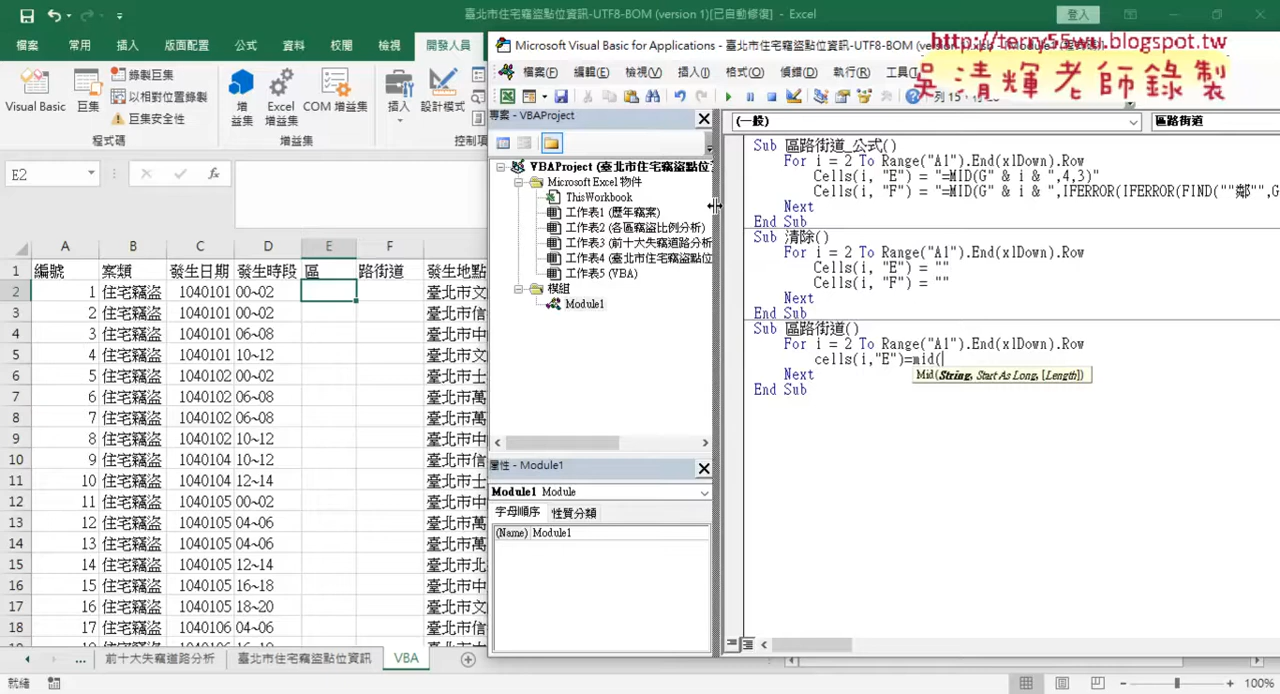 臺北市住宅竊盜點位資訊-UTF8-BOM (version 1)[已自動修復] - Excel
登入
檔案 常用 插入 版面配置 公式 資料 校閱 檢視 開發人員
Visual Basic
巨集
錄製巨集
以相對位置錄製
巨集安全性
程式碼
增益集
Excel 增益集
COM 增益集
增益集
插入
設計模式
控制項
E2
fx
A B C D E F
1 編號 案類 發生日期 發生時段 區 路街道 發生地點
2 1 住宅竊盜 1040101 00~02 臺北市文
3 2 住宅竊盜 1040101 00~02 臺北市信
4 3 住宅竊盜 1040101 06~08 臺北市中
5 4 住宅竊盜 1040101 10~12 臺北市文
6 5 住宅竊盜 1040102 00~02 臺北市萬
7 6 住宅竊盜 1040102 06~08 臺北市萬
8 7 住宅竊盜 1040102 06~08 臺北市萬
9 8 住宅竊盜 1040102 10~12 臺北市中
10 9 住宅竊盜 1040104 10~12 臺北市信
11 10 住宅竊盜 1040104 12~14 臺北市士
12 11 住宅竊盜 1040105 00~02 臺北市中
13 12 住宅竊盜 1040105 04~06 臺北市萬
14 13 住宅竊盜 1040105 04~06 臺北市萬
15 14 住宅竊盜 1040105 12~14 臺北市北
16 15 住宅竊盜 1040105 16~18 臺北市中
17 16 住宅竊盜 1040105 18~20 臺北市文
18 17 住宅竊盜 1040106 04~06 臺北市信
... 前十大失竊道路分析 臺北市住宅竊盜點位資訊 VBA
就緒
100%
Microsoft Visual Basic for Applications - 臺北市住宅竊盜點位資訊-UTF8-BOM
http://terry55wu.blogspot.tw
吳清輝老師錄製
檔案(F) 編輯(E) 檢視(V) 插入(I) 格式(O) 偵錯(D) 執行(R)
專案 - VBAProject
VBAProject (臺北市住宅竊盜點位
Microsoft Excel 物件
ThisWorkbook
工作表1 (歷年竊案)
工作表2 (各區竊盜比例分析)
工作表3 (前十大失竊道路分析
工作表4 (臺北市住宅竊盜點位
工作表5 (VBA)
模組
Module1
屬性 - Module1
Module1 Module
字母順序 性質分類
(Name) Module1
(一般) 區路街道
Sub 區路街道_公式()
For i = 2 To Range("A1").End(xlDown).Row
Cells(i, "E") = "=MID(G" & i & ",4,3)"
Cells(i, "F") = "=MID(G" & i & ",IFERROR(IFERROR(FIND(""鄰"",G
Next
End Sub
Sub 清除()
For i = 2 To Range("A1").End(xlDown).Row
Cells(i, "E") = ""
Cells(i, "F") = ""
Next
End Sub
Sub 區路街道()
For i = 2 To Range("A1").End(xlDown).Row
cells(i,"E")=mid(
Mid(String, Start As Long, [Length])
Next
End Sub